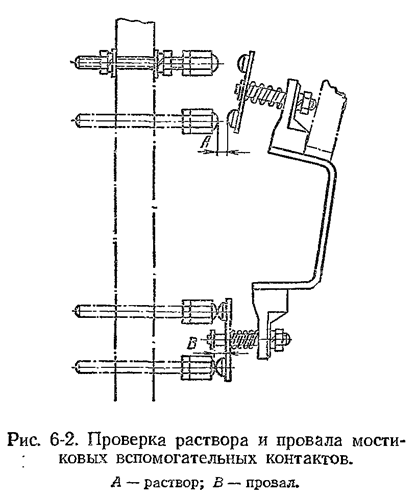 A
B
Рис. 6-2. Проверка раствора и провала мости-
ковых вспомогательных контактов.
А — раствор; В — провал.